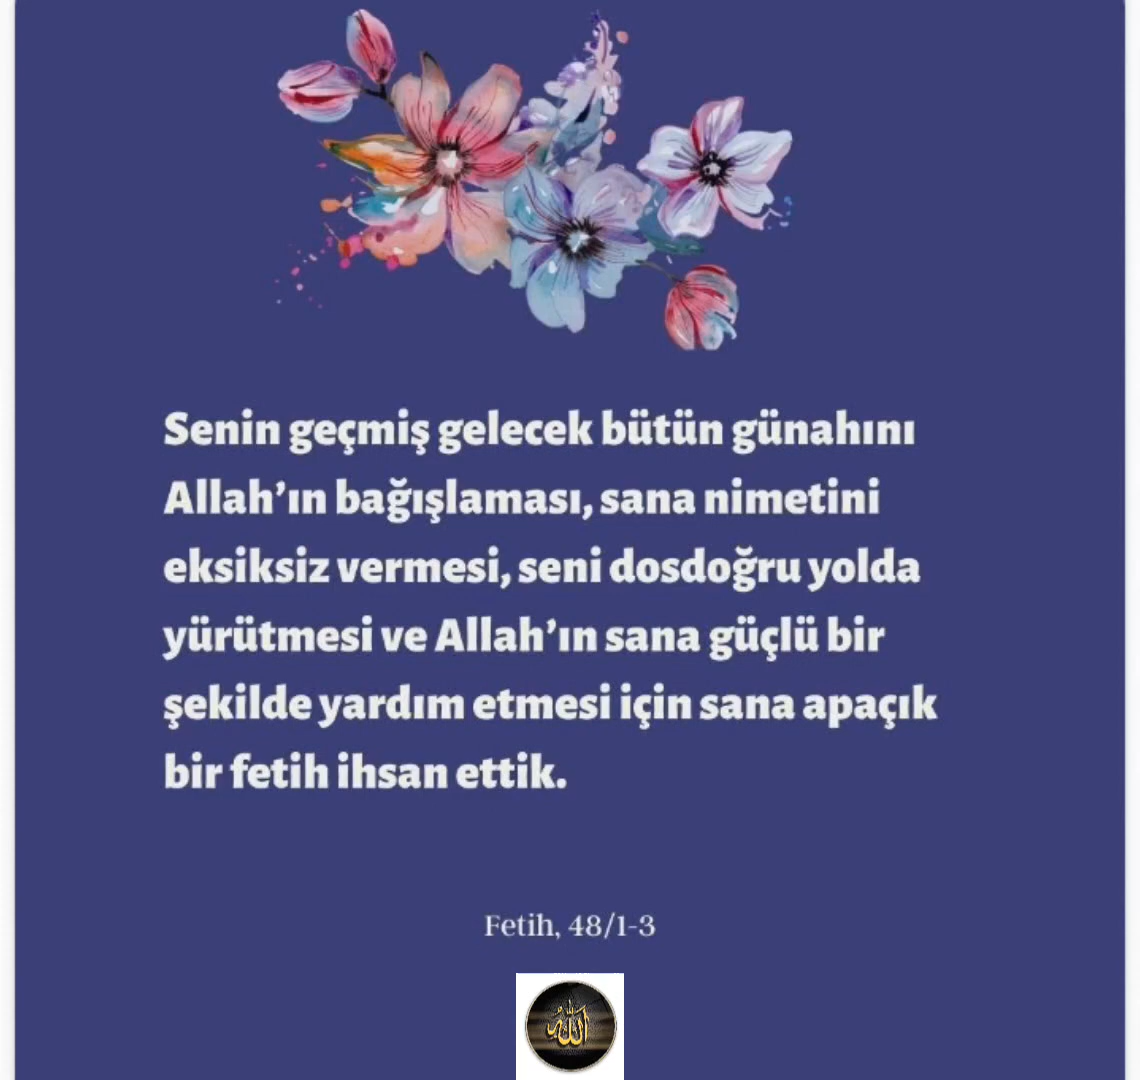 Senin geçmiş gelecek bütün günahını
Allah’ın bağışlaması, sana nimetini
eksiksiz vermesi, seni dosdoğru yolda
yürütmesi ve Allah’ın sana güçlü bir
şekilde yardım etmesi için sana apaçık
bir fetih ihsan ettik.
Fetih, 48/1-3
الله